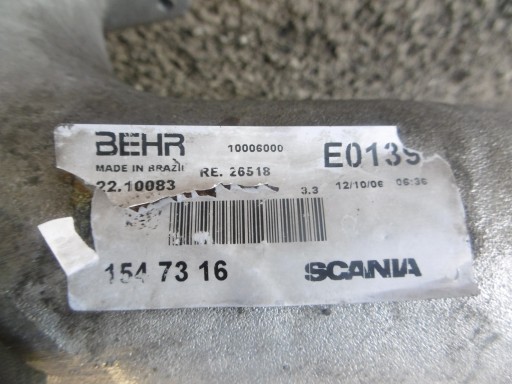 BEHR 10006000 E0139
MADE IN BRAZIL RE. 26518
22.10083 3.3 12/10/06 06:36
154 73 16 SCANIA